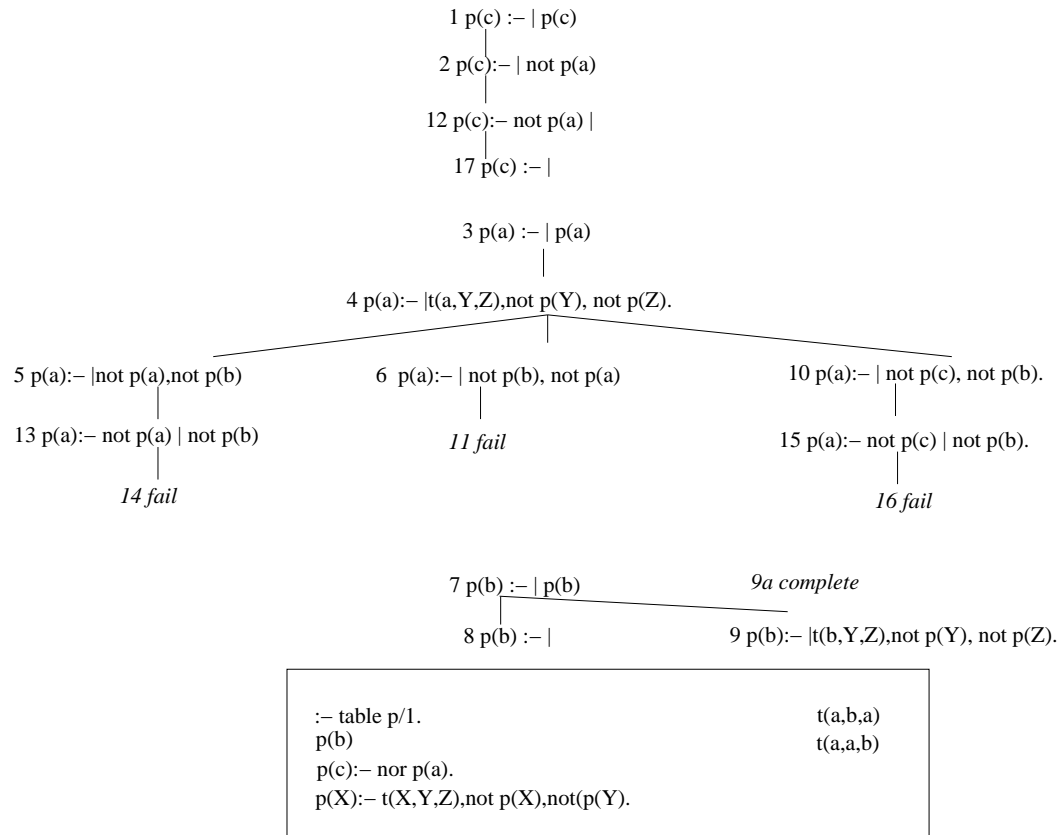 1 p(c) :– | p(c)
2 p(c):– | not p(a)
12 p(c):– not p(a) |
17 p(c) :– |
3 p(a) :– | p(a)
4 p(a):– |t(a,Y,Z),not p(Y), not p(Z).
5 p(a):– |not p(a),not p(b)
6 p(a):– | not p(b), not p(a)
10 p(a):– | not p(c), not p(b).
13 p(a):– not p(a) | not p(b)
11 fail
15 p(a):– not p(c) | not p(b).
14 fail
16 fail
7 p(b) :– | p(b)
9a complete
8 p(b) :– |
9 p(b):– |t(b,Y,Z),not p(Y), not p(Z).
:– table p/1.
t(a,b,a)
p(b)
t(a,a,b)
p(c):– nor p(a).
p(X):– t(X,Y,Z),not p(X),not(p(Y).